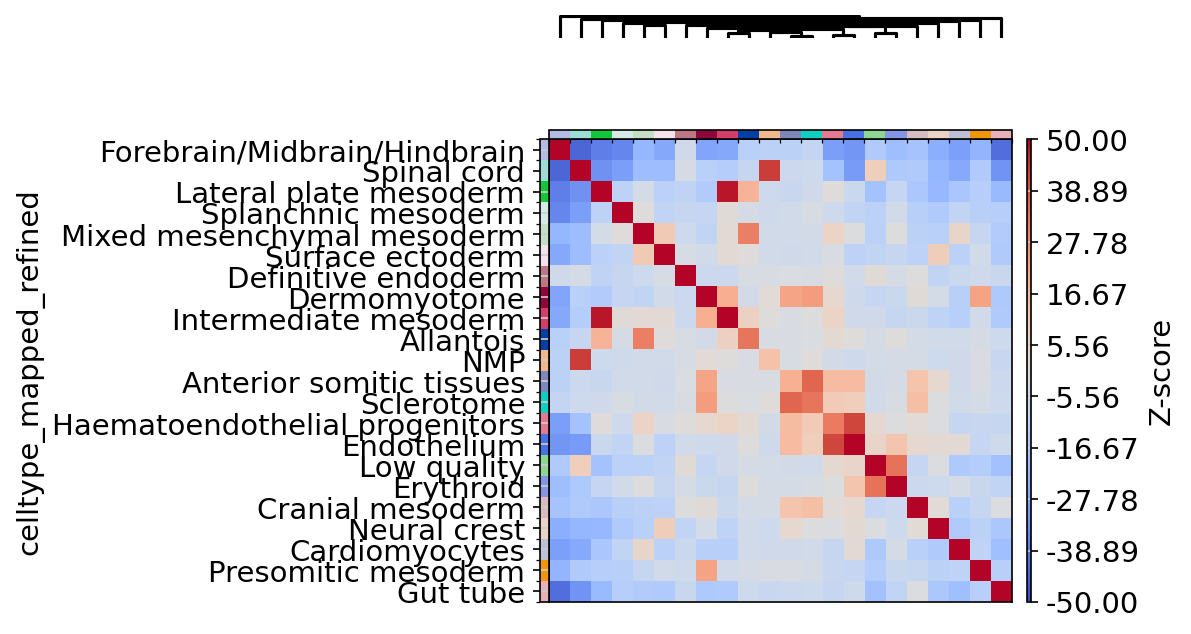 celltype_mapped_refined
Forebrain/Midbrain/Hindbrain
Spinal cord
Lateral plate mesoderm
Splanchnic mesoderm
Mixed mesenchymal mesoderm
Surface ectoderm
Definitive endoderm
Dermomyotome
Intermediate mesoderm
Allantois
NMP
Anterior somitic tissues
Sclerotome
Haematoendothelial progenitors
Endothelium
Low quality
Erythroid
Cranial mesoderm
Neural crest
Cardiomyocytes
Presomitic mesoderm
Gut tube
50.00
38.89
27.78
16.67
5.56
-5.56
-16.67
-27.78
-38.89
-50.00
Z-score